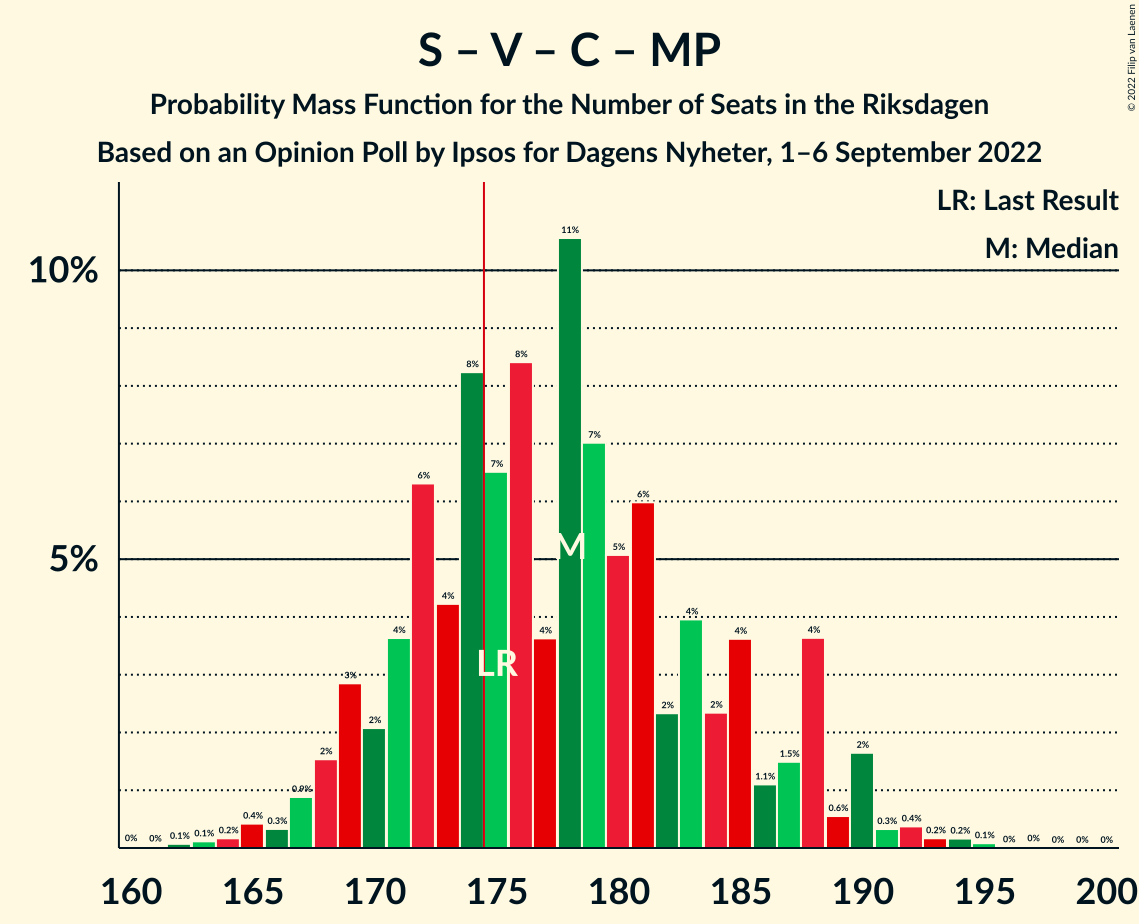 S – V – C – MP
Probability Mass Function for the Number of Seats in the Riksdagen
Based on an Opinion Poll by Ipsos for Dagens Nyheter, 1–6 September 2022
© 2022 Filip van Laenen
LR: Last Result
M: Median
10%
5%
0% 0% 0.1% 0.1% 0.2% 0.4% 0.3% 0.9% 2% 3% 2% 4% 6% 4% 8% 7% 8% 4% 11% 7% 5% 6% 2% 4% 2% 4% 1.1% 1.5% 4% 0.6% 2% 0.3% 0.4% 0.2% 0.2% 0.1% 0% 0% 0% 0% 0%
M
LR
160 165 170 175 180 185 190 195 200